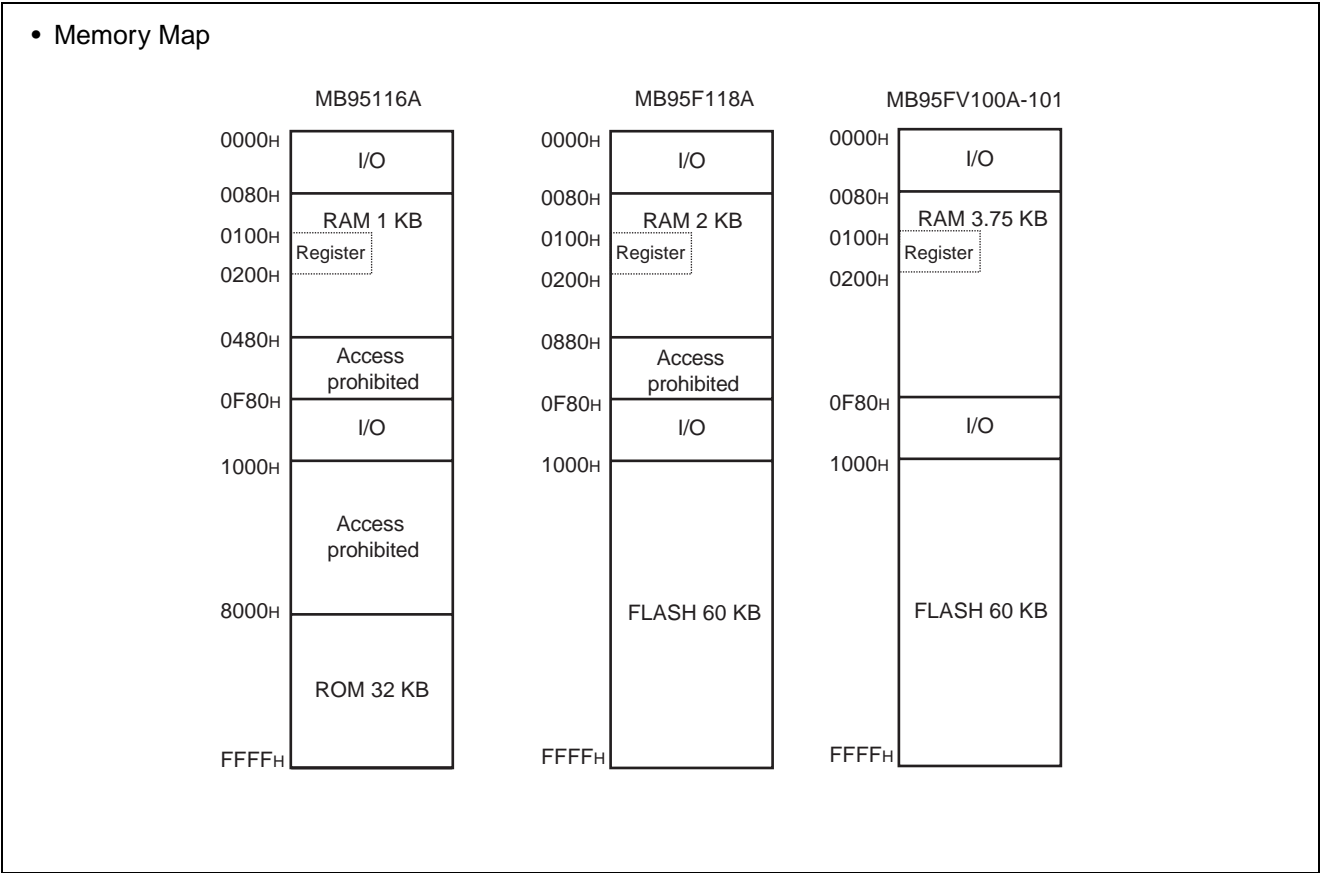 • Memory Map
MB95116A
0000H
I/O
0080H
RAM 1 KB
0100H
Register
0200H
0480H
Access
prohibited
0F80H
I/O
1000H
Access
prohibited
8000H
ROM 32 KB
FFFFH
MB95F118A
0000H
I/O
0080H
RAM 2 KB
0100H
Register
0200H
0880H
Access
prohibited
0F80H
I/O
1000H
FLASH 60 KB
FFFFH
MB95FV100A-101
0000H
I/O
0080H
RAM 3.75 KB
0100H
Register
0200H
0F80H
I/O
1000H
FLASH 60 KB
FFFFH